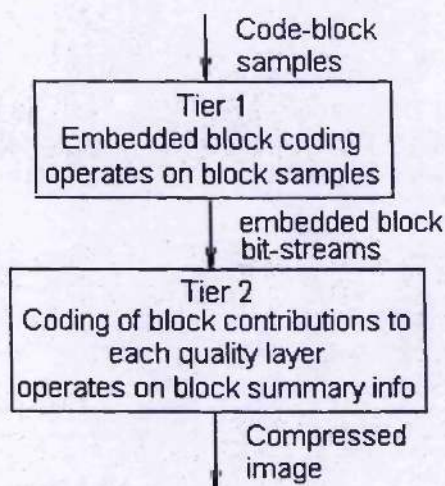 Code-block
samples
Tier 1
Embedded block coding
operates on block samples
embedded block
bit-streams
Tier 2
Coding of block contributions to
each quality layer
operates on block summary info
Compressed
image